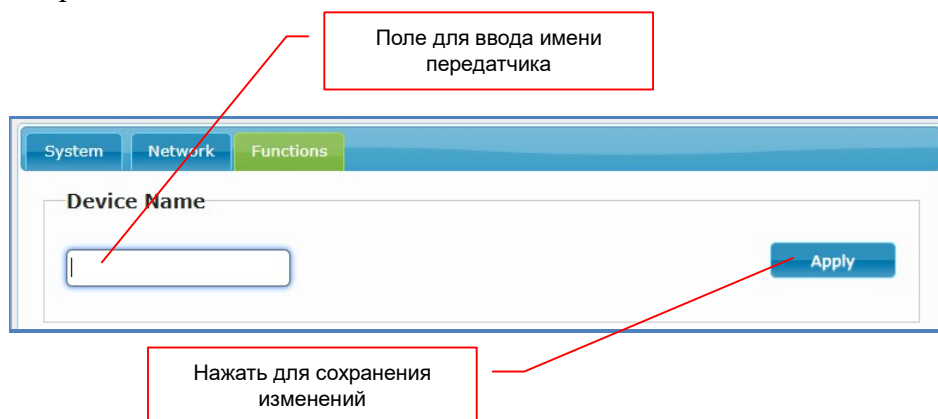 Поле для ввода имени
передатчика
System Network Functions
Device Name
Apply
Нажать для сохранения
изменений